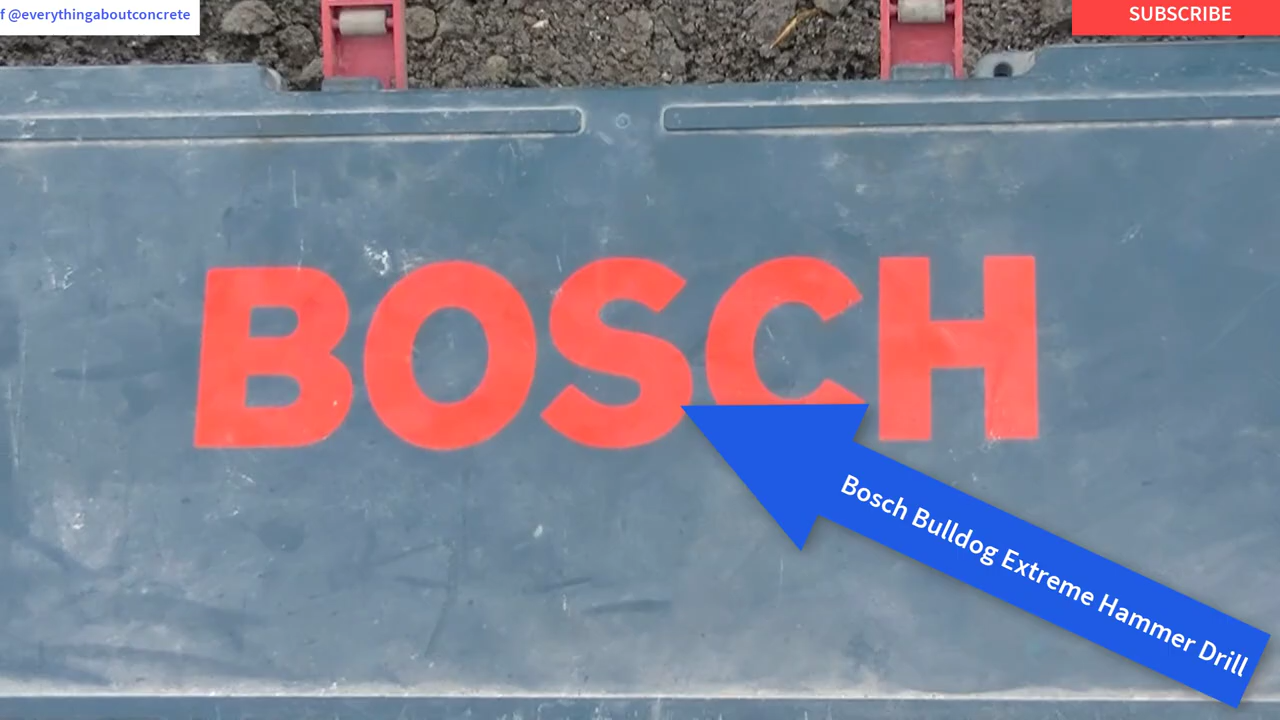 f @everythingaboutconcrete
SUBSCRIBE
BOSCH
Bosch Bulldog Extreme Hammer Drill